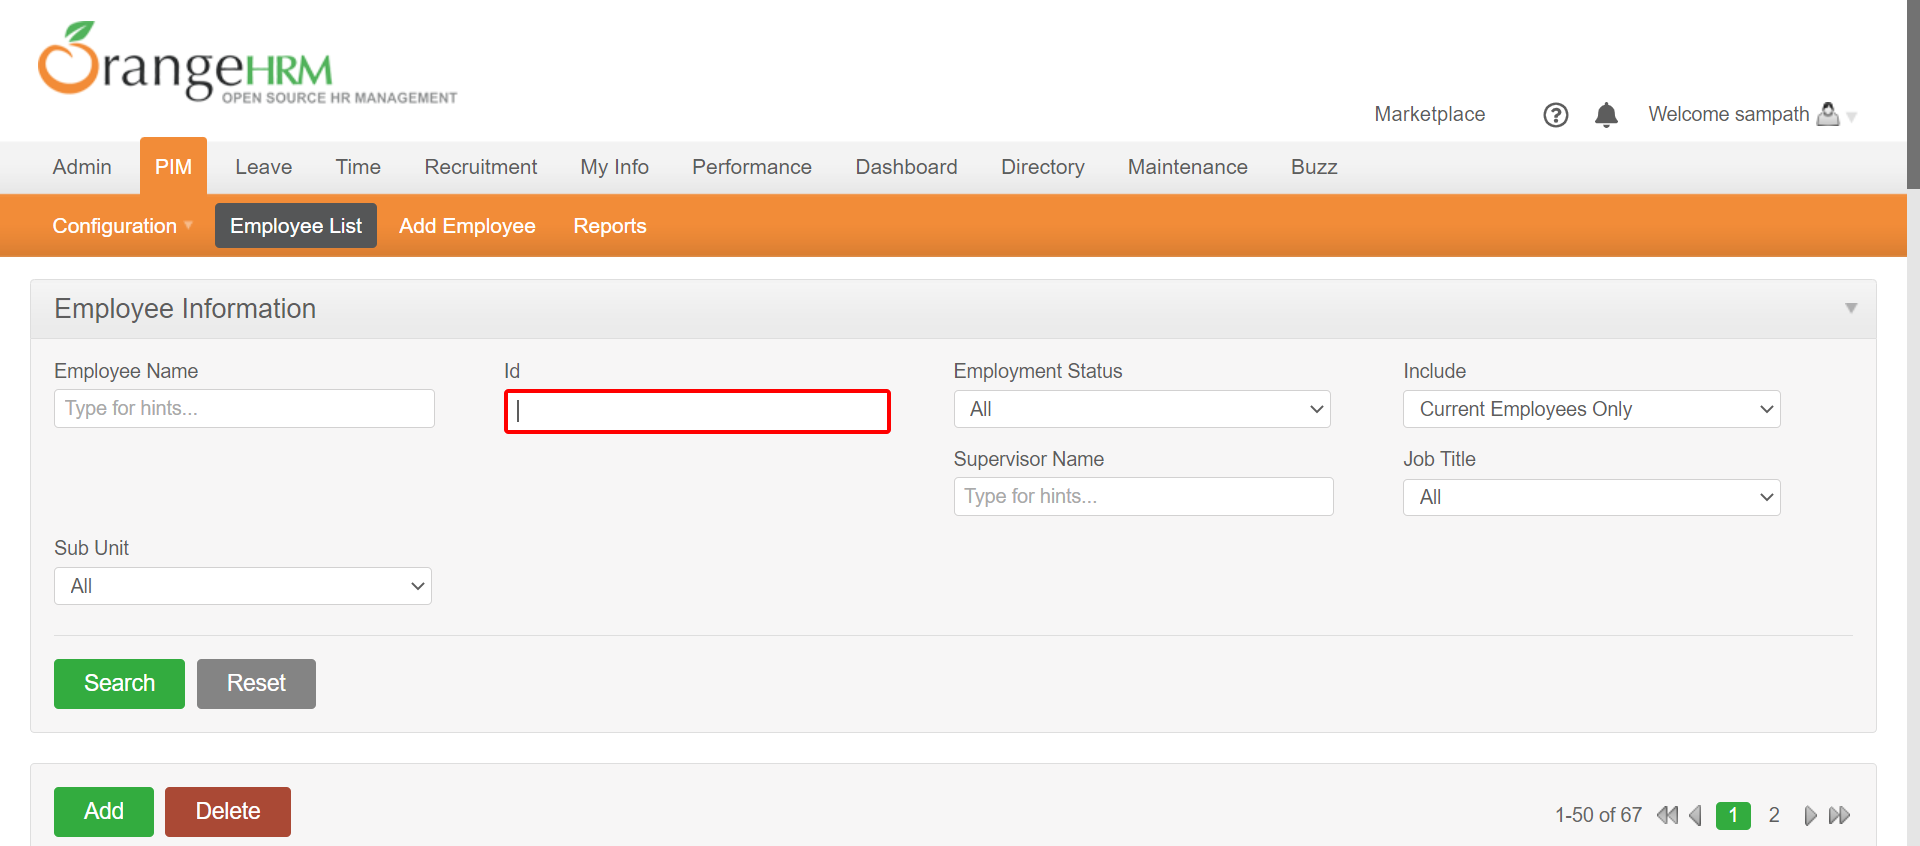 OrangeHRM
OPEN SOURCE HR MANAGEMENT
Marketplace ? Welcome sampath
Admin PIM Leave Time Recruitment My Info Performance Dashboard Directory Maintenance Buzz
Configuration Employee List Add Employee Reports
Employee Information
Employee Name Id Employment Status Include
Type for hints... All Current Employees Only
Supervisor Name Job Title
Type for hints... All
Sub Unit
All
Search Reset
Add Delete 1-50 of 67 1 2